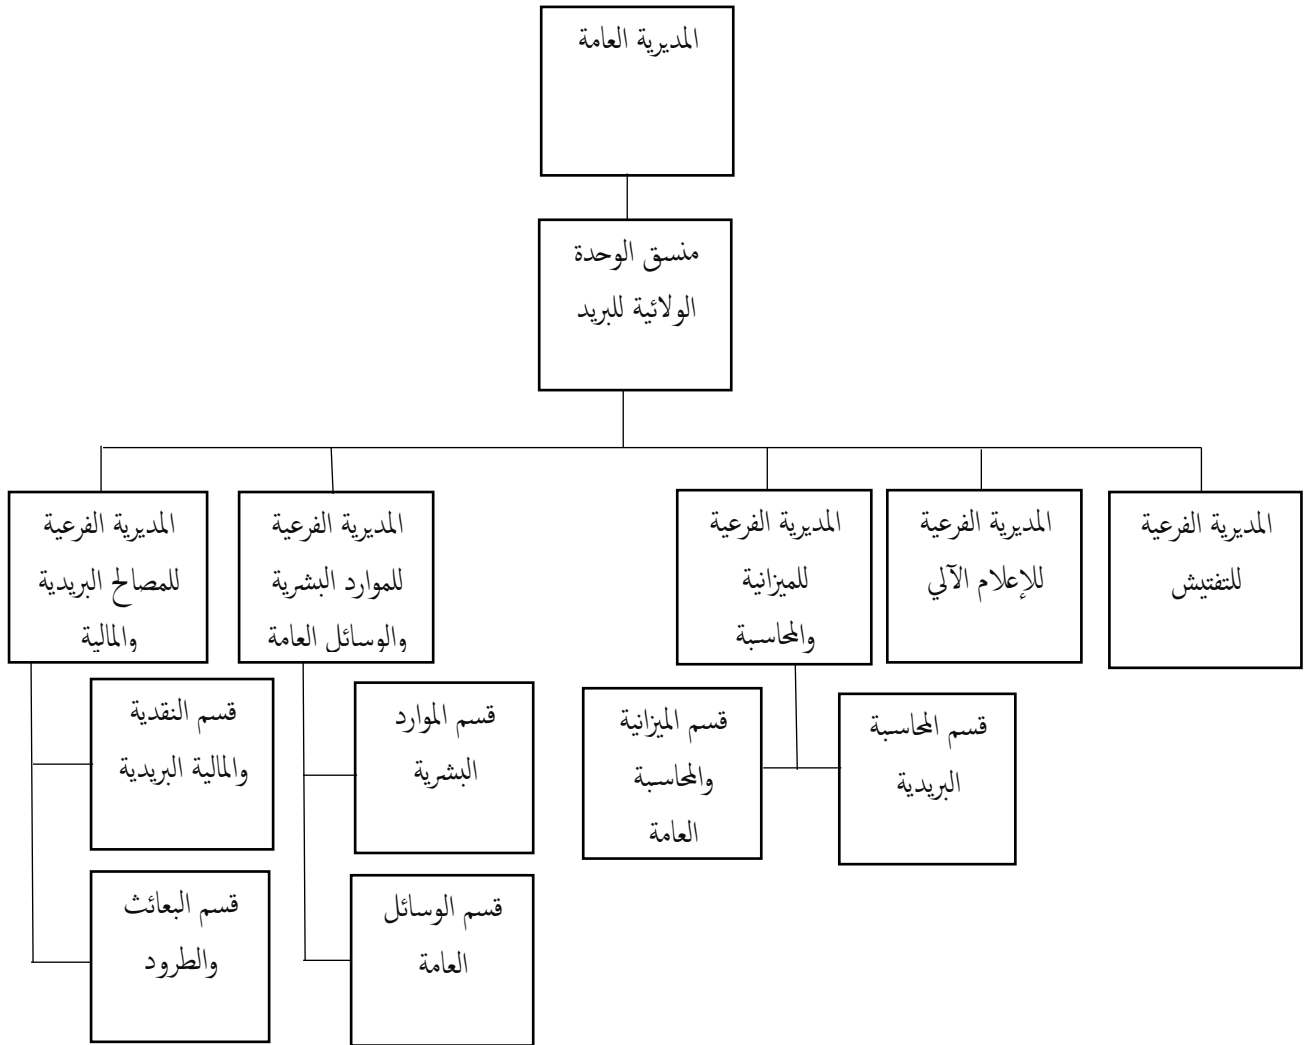 المديرية العامة
منسق الوحدة
الولائية للبريد
المديرية الفرعية
للتفتيش
المديرية الفرعية
للإعلام الآلي
المديرية الفرعية
للميزانية
والمحاسبة
المديرية الفرعية
للموارد البشرية
والوسائل العامة
المديرية الفرعية
للمصالح البريدية
والمالية
قسم المحاسبة
البريدية
قسم الميزانية
والمحاسبة
العامة
قسم الموارد
البشرية
قسم الوسائل
العامة
قسم النقدية
والمالية البريدية
قسم البعائث
والطرود